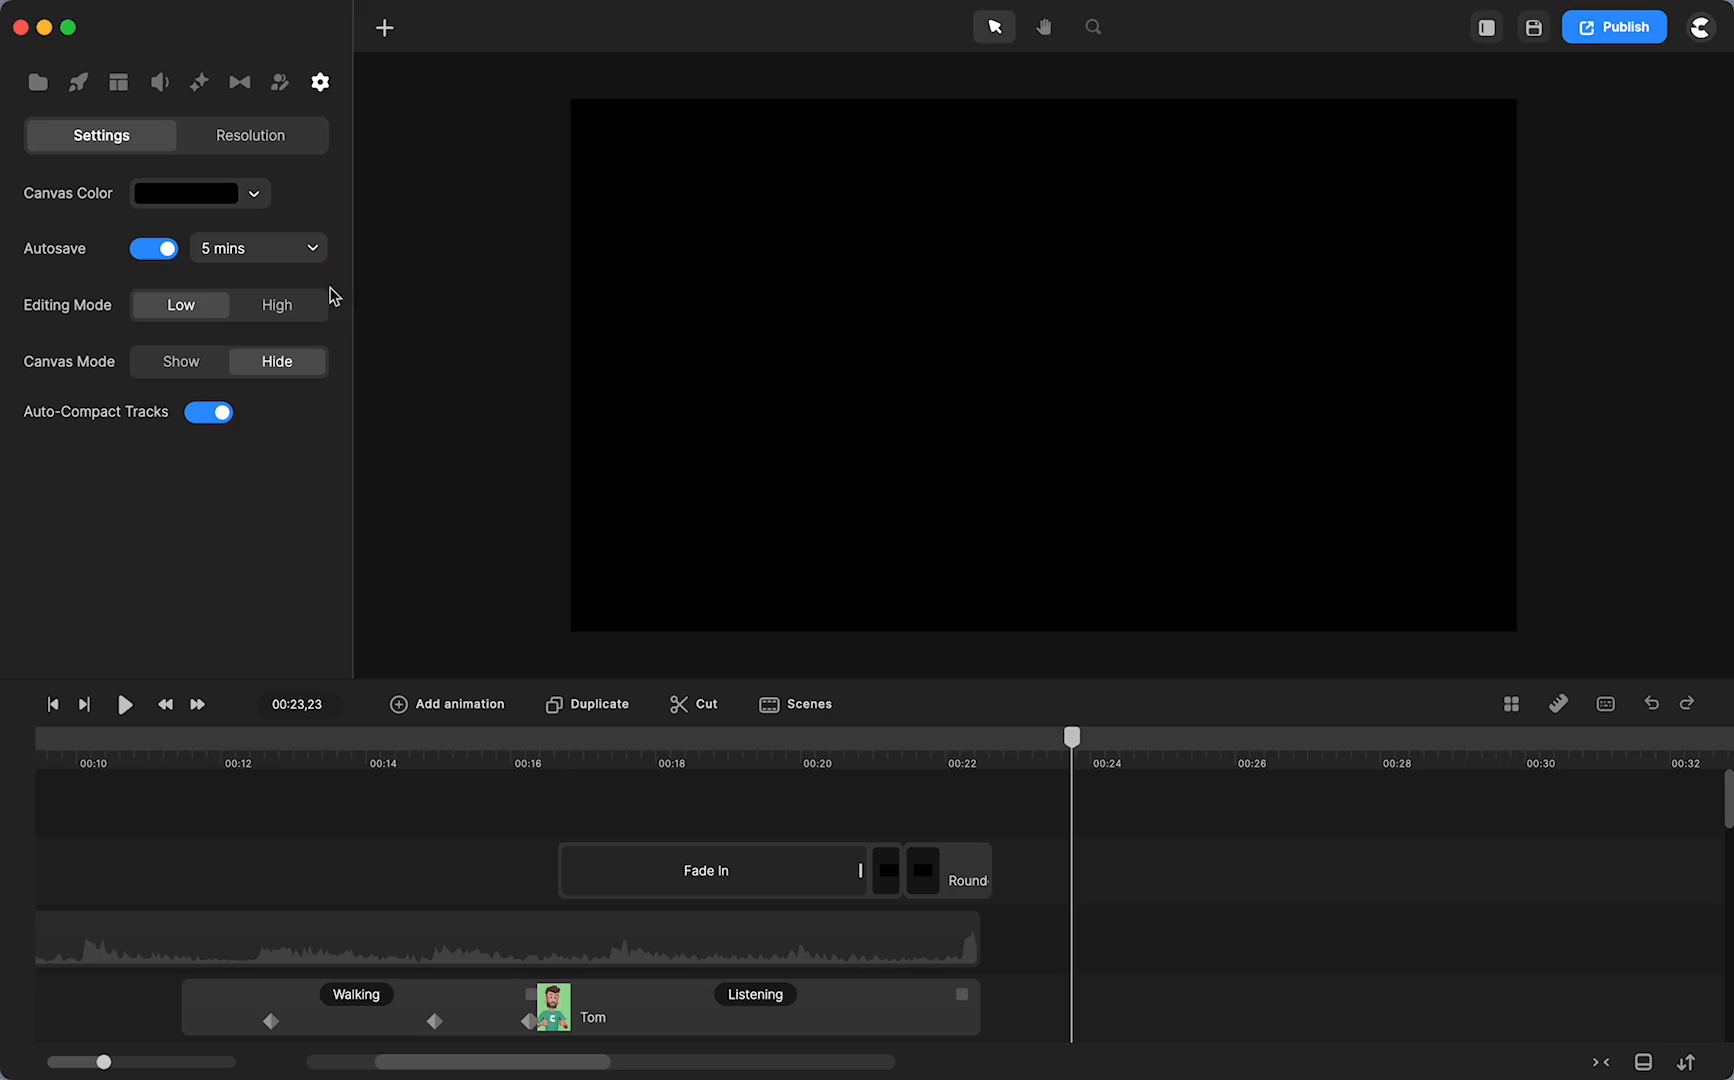 Publish
Settings
Resolution
Canvas Color
Autosave
5 mins
Editing Mode
Low
High
Canvas Mode
Show
Hide
Auto-Compact Tracks
00:23,23
Add animation
Duplicate
Cut
Scenes
00:10
00:12
00:14
00:16
00:18
00:20
00:22
00:24
00:26
00:28
00:30
00:32
Fade In
Round-
Walking
Listening
Tom